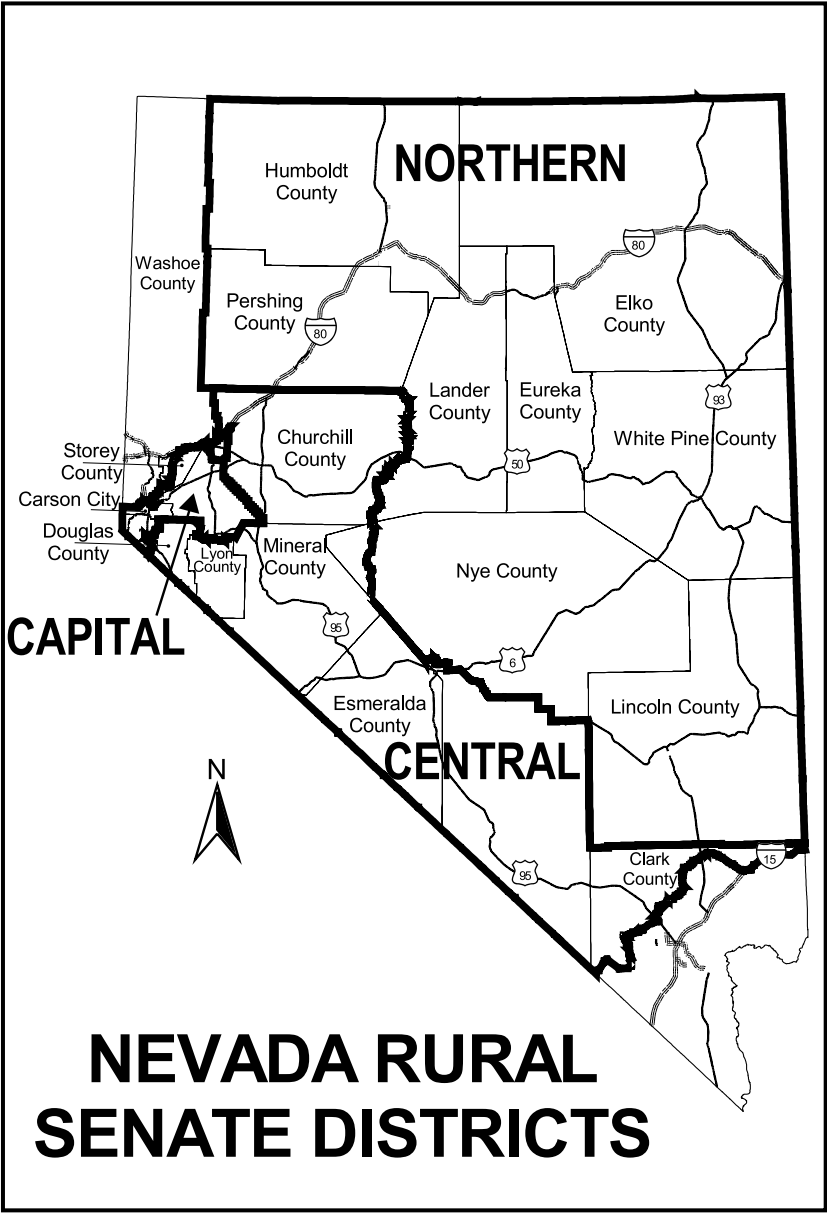 NORTHERN
Humboldt
County
80
Washoe
County
Pershing
County
80
Elko
County
Lander
County
Eureka
County
93
White Pine County
Churchill
County
50
Storey
County
Carson City
Douglas
County
Lyon
County
Mineral
County
Nye County
CAPITAL
95
6
Esmeralda
County
Lincoln County
CENTRAL
N
Clark
County
15
95
NEVADA RURAL
SENATE DISTRICTS